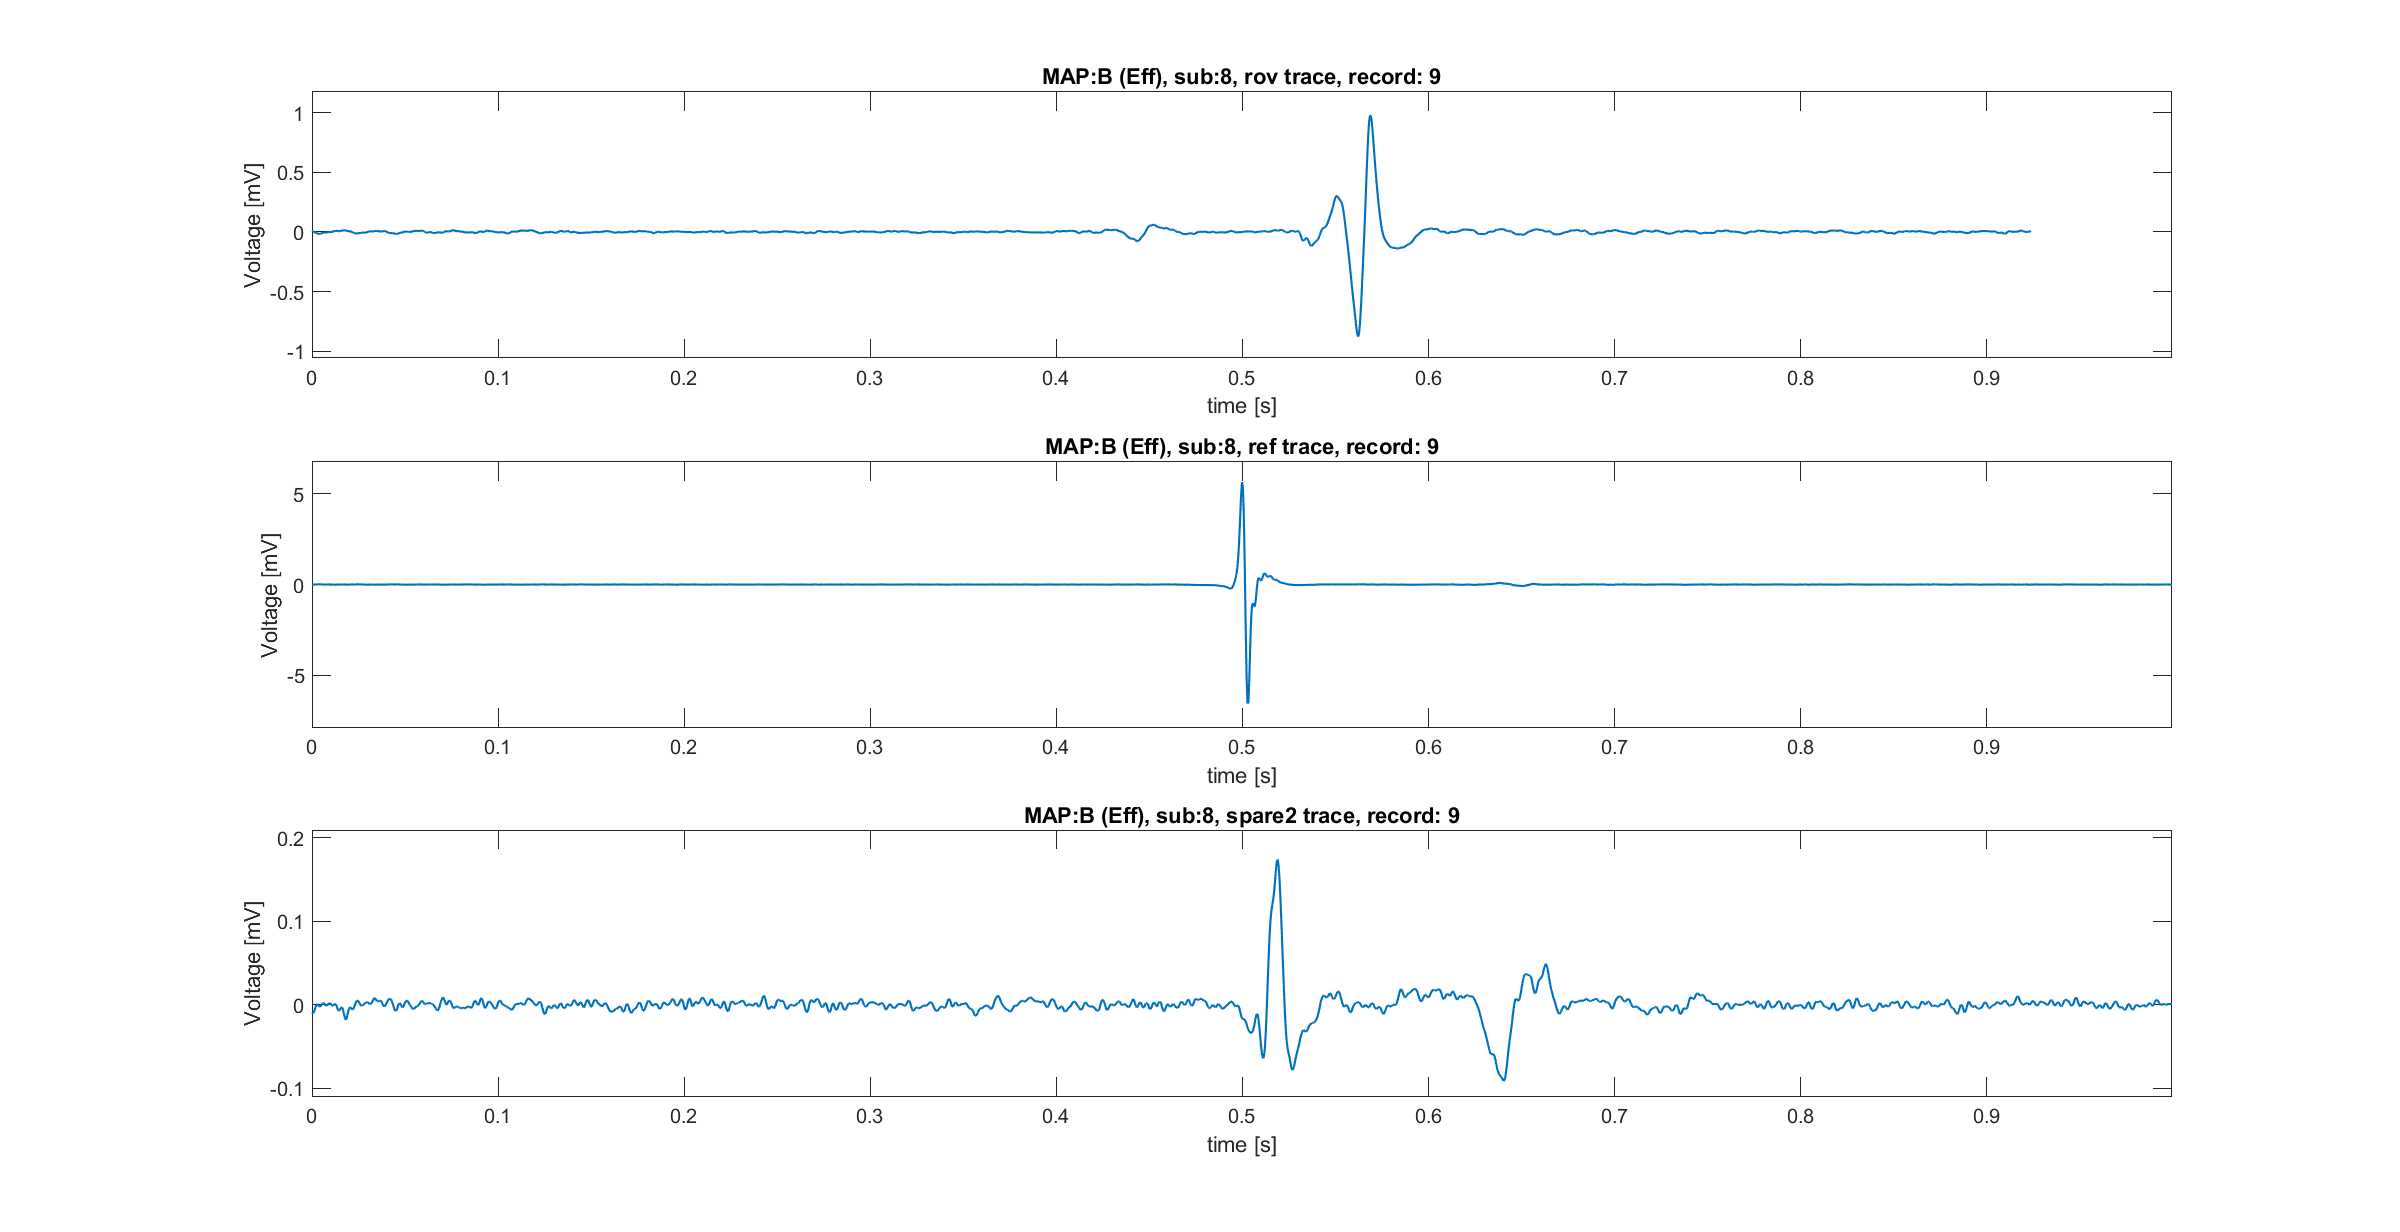 MAP:B (Eff), sub:8, rov trace, record: 9
1
0.5
0
-0.5
-1
Voltage [mV]
0 0.1 0.2 0.3 0.4 0.5 0.6 0.7 0.8 0.9
time [s]
MAP:B (Eff), sub:8, ref trace, record: 9
5
0
-5
Voltage [mV]
0 0.1 0.2 0.3 0.4 0.5 0.6 0.7 0.8 0.9
time [s]
MAP:B (Eff), sub:8, spare2 trace, record: 9
0.2
0.1
0
-0.1
Voltage [mV]
0 0.1 0.2 0.3 0.4 0.5 0.6 0.7 0.8 0.9
time [s]